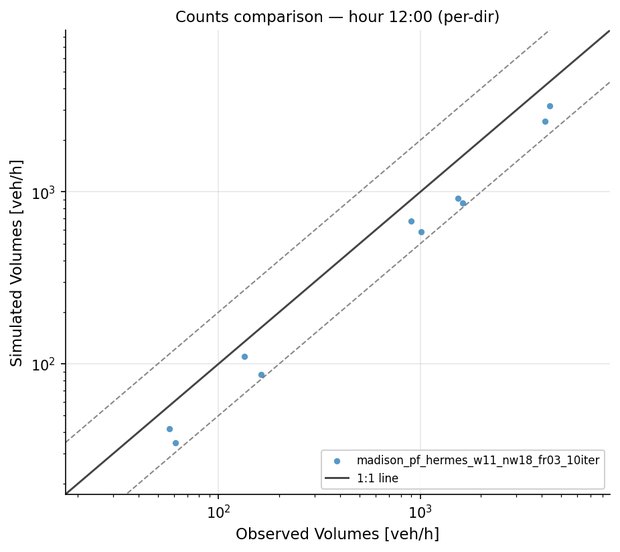 Counts comparison — hour 12:00 (per-dir)
Simulated Volumes [veh/h]
10³
10²
10²
10³
Observed Volumes [veh/h]
madison_pf_hermes_w11_nw18_fr03_10iter
1:1 line